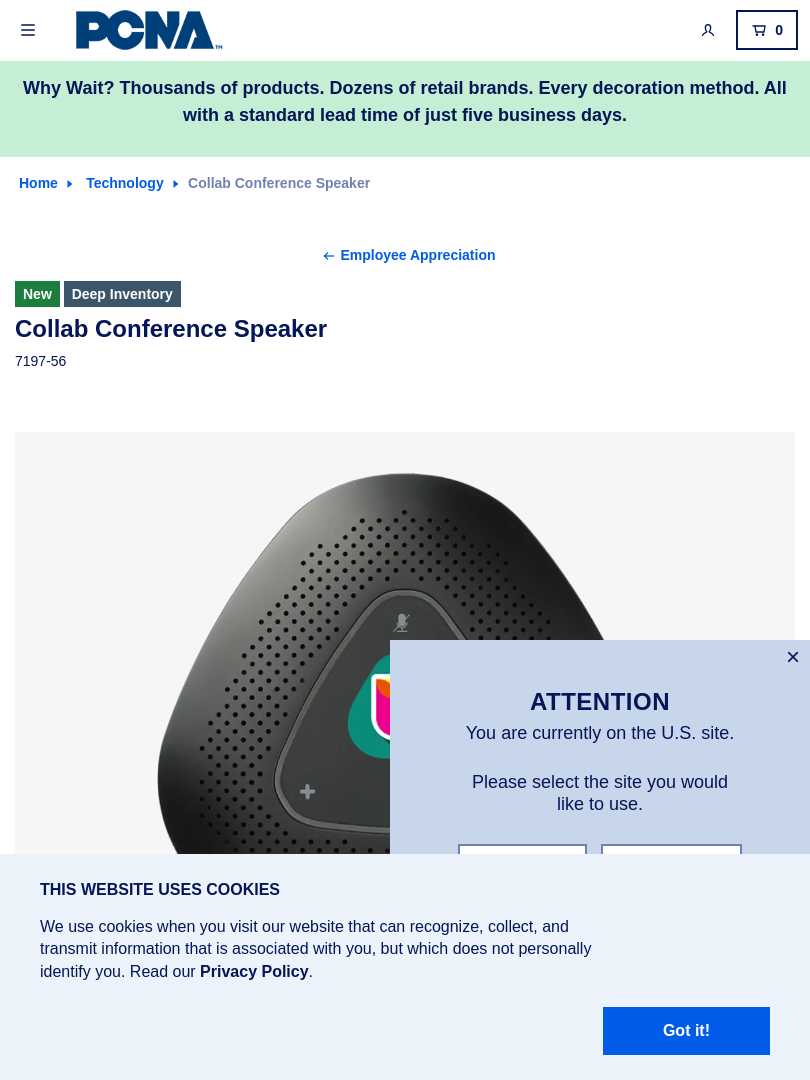 PCNA™
0
Why Wait? Thousands of products. Dozens of retail brands. Every decoration method. All
with a standard lead time of just five business days.
Home
Technology
Collab Conference Speaker
Employee Appreciation
New
Deep Inventory
Collab Conference Speaker
7197-56
ATTENTION
You are currently on the U.S. site.
Please select the site you would
like to use.
THIS WEBSITE USES COOKIES
We use cookies when you visit our website that can recognize, collect, and
transmit information that is associated with you, but which does not personally
identify you. Read our Privacy Policy.
Got it!